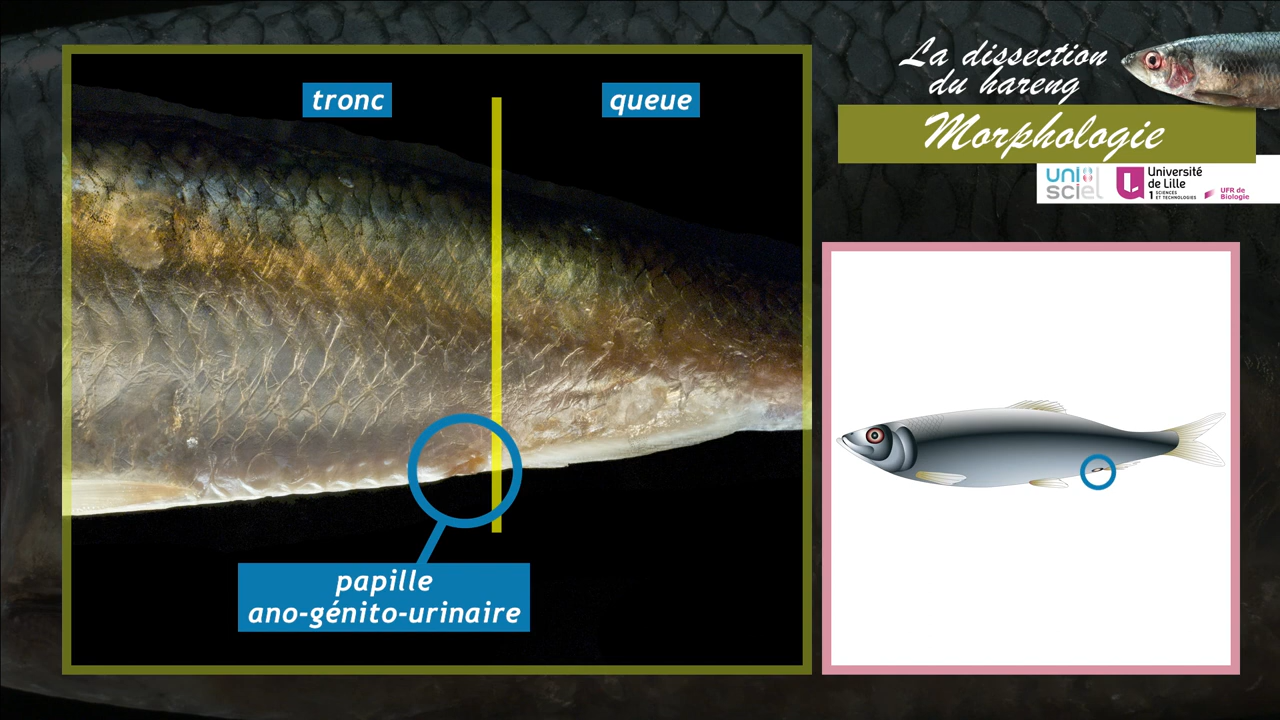 La dissection
du hareng
Morphologie
uni
sciel
Université
de Lille
1 SCIENCES
ET TECHNOLOGIES
UFR de
Biologie
tronc
queue
papille
ano-génito-urinaire